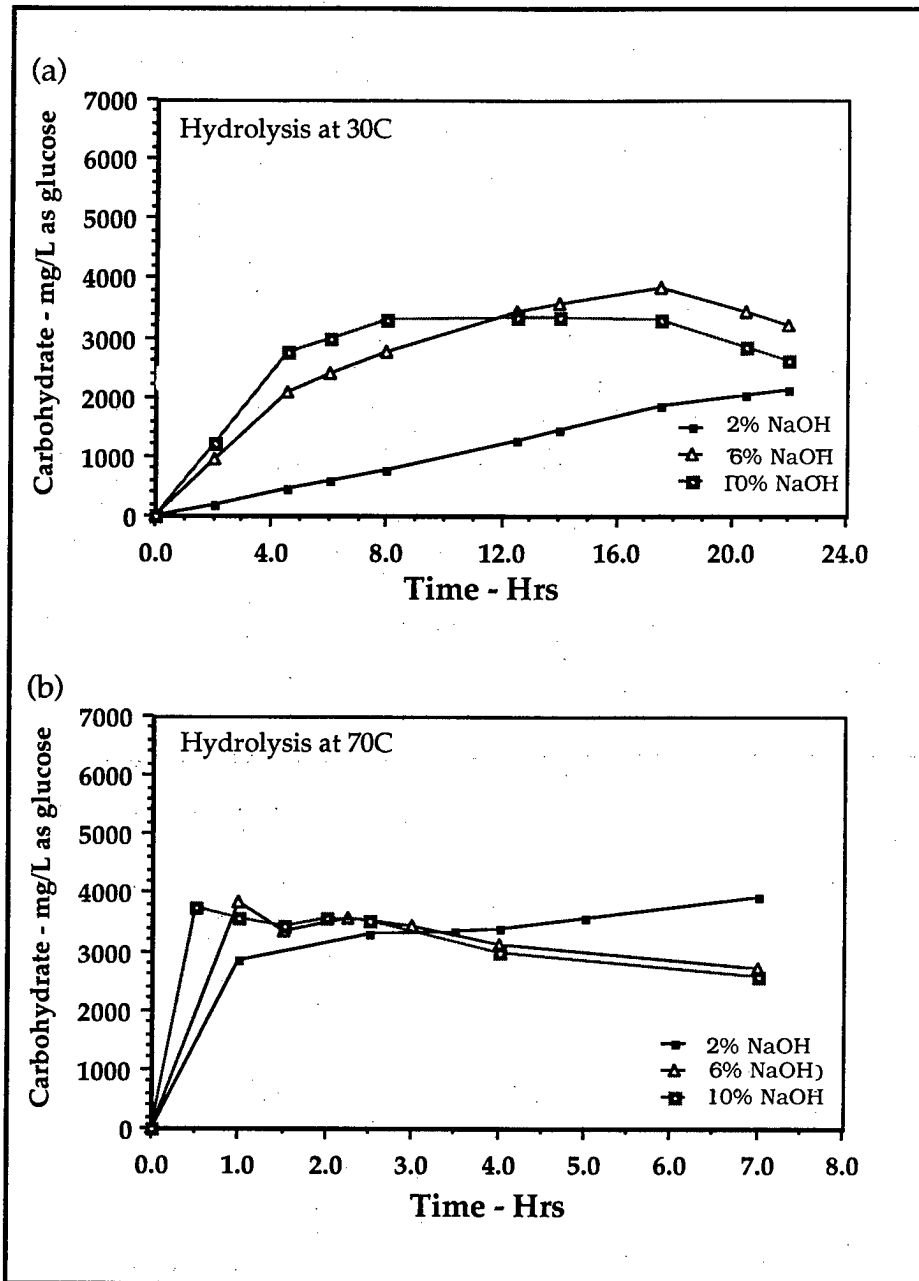 (a)
Hydrolysis at 30C
7000
6000
5000
4000
3000
2000
1000
0
Carbohydrate - mg/L as glucose
2% NaOH
6% NaOH
10% NaOH
0.0 4.0 8.0 12.0 16.0 20.0 24.0
Time - Hrs
(b)
Hydrolysis at 70C
7000
6000
5000
4000
3000
2000
1000
0
Carbohydrate - mg/L as glucose
2% NaOH
6% NaOH)
10% NaOH
0.0 1.0 2.0 3.0 4.0 5.0 6.0 7.0 8.0
Time - Hrs